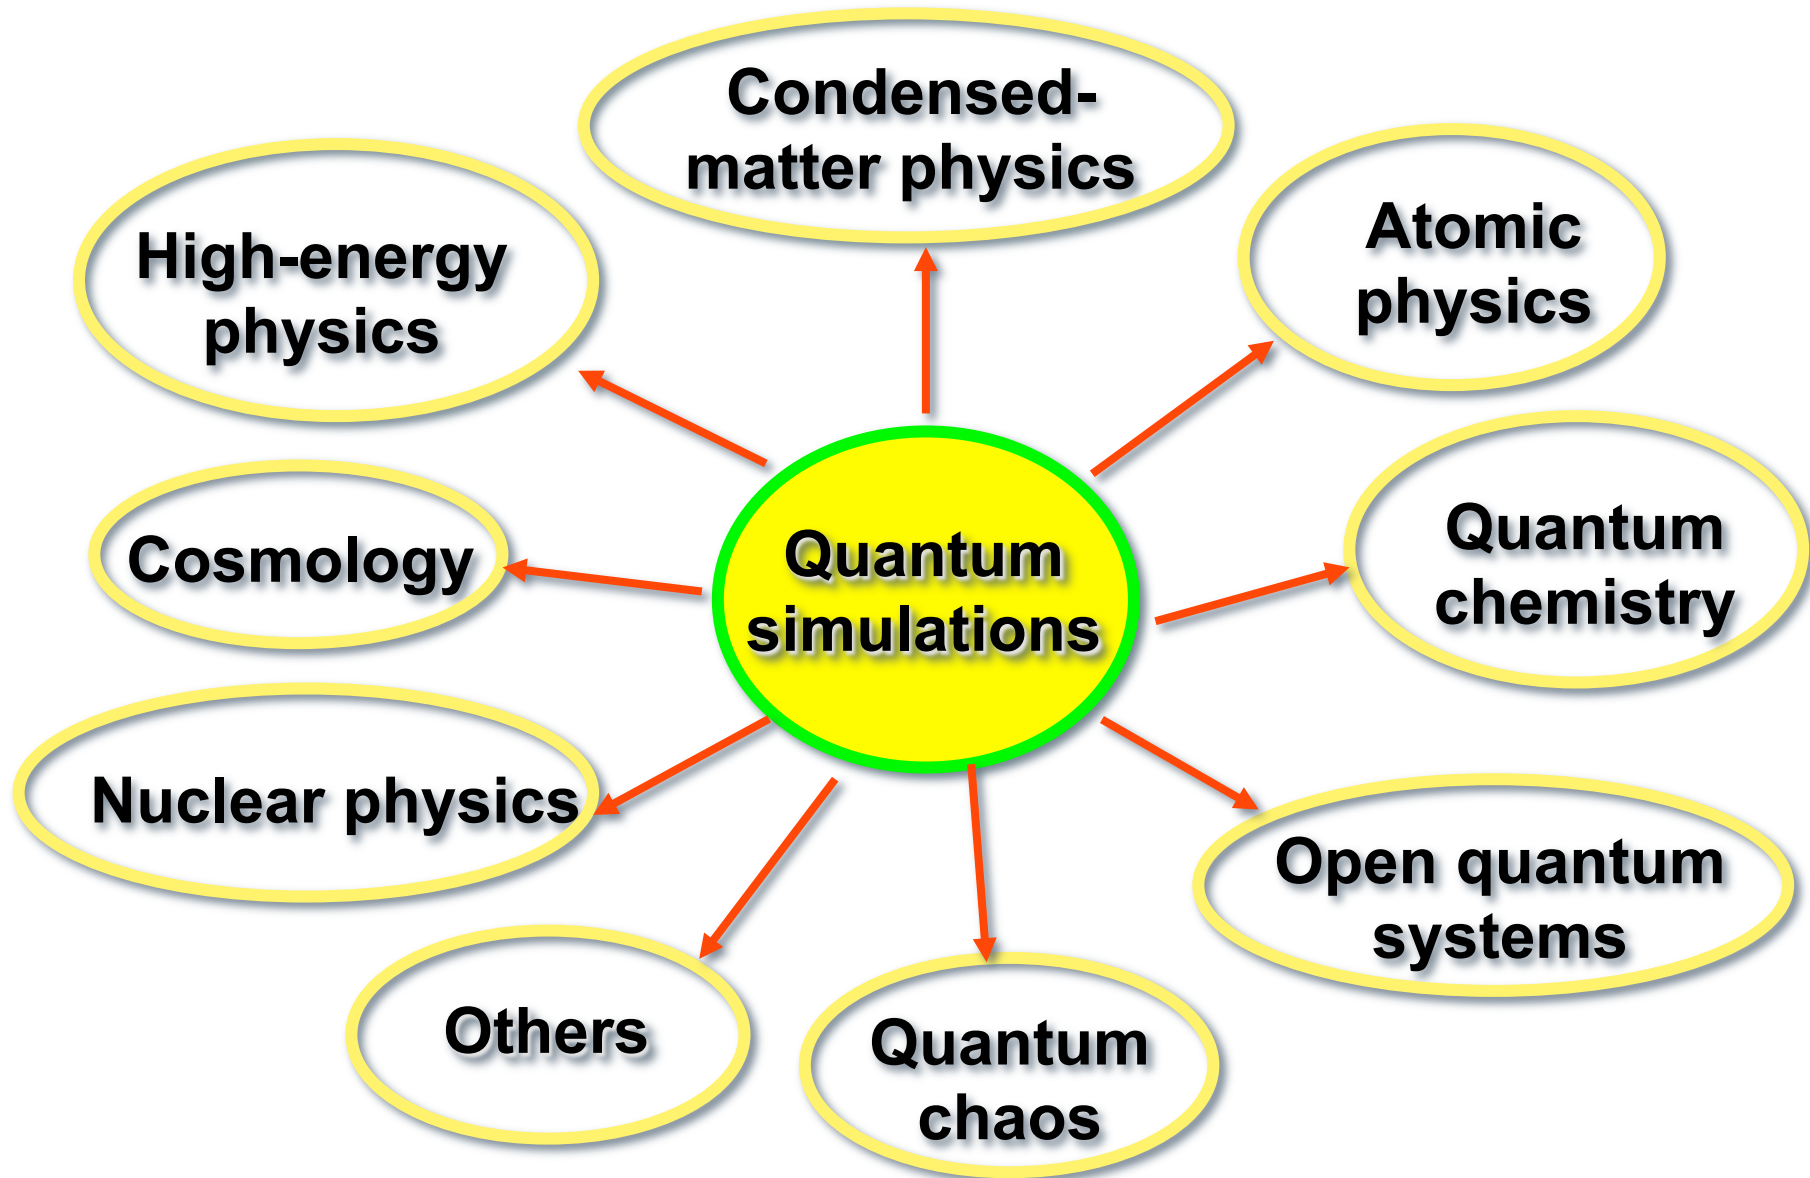 Condensed-
matter physics
High-energy
physics
Atomic
physics
Cosmology
Quantum
simulations
Quantum
chemistry
Nuclear physics
Open quantum
systems
Others
Quantum
chaos